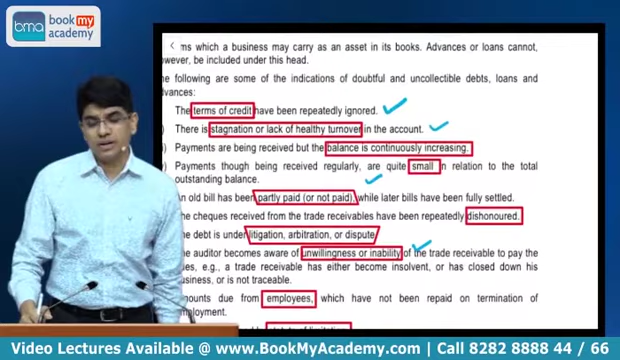 bma book my academy
ms which a business may carry as an asset in its books. Advances or loans cannot,
owever, be included under this head.
he following are some of the indications of doubtful and uncollectible debts, loans and
dvances:
The terms of credit have been repeatedly ignored.
There is stagnation or lack of healthy turnover in the account.
Payments are being received but the balance is continuously increasing.
Payments though being received regularly, are quite small in relation to the total
outstanding balance.
An old bill has been partly paid (or not paid), while later bills have been fully settled.
he cheques received from the trade receivables have been repeatedly dishonoured.
he debt is under litigation, arbitration, or dispute
he auditor becomes aware of unwillingness or inability of the trade receivable to pay the
ues, e.g., a trade receivable has either become insolvent, or has closed down his
usiness, or is not traceable.
mounts due from employees, which have not been repaid on termination of
mployment.
statute of limitation
Video Lectures Available @ www.BookMyAcademy.com | Call 8282 8888 44 / 66